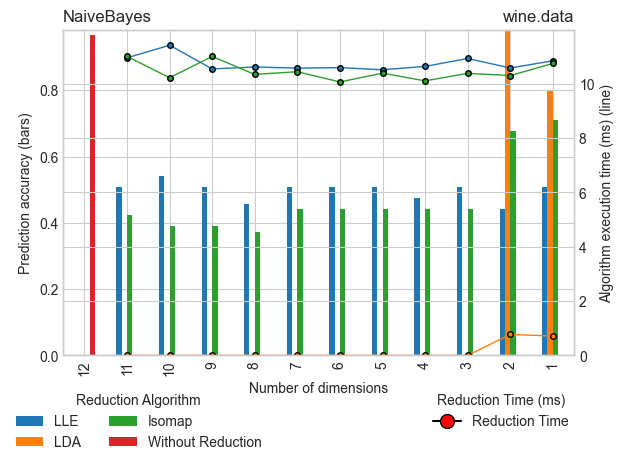 NaiveBayes
wine.data
Prediction accuracy (bars)
0.8
0.6
0.4
0.2
0.0
10
8
6
4
2
0
Algorithm execution time (ms) (line)
12 11 10 9 8 7 6 5 4 3 2 1
Number of dimensions
Reduction Algorithm
LLE
LDA
Isomap
Without Reduction
Reduction Time (ms)
Reduction Time